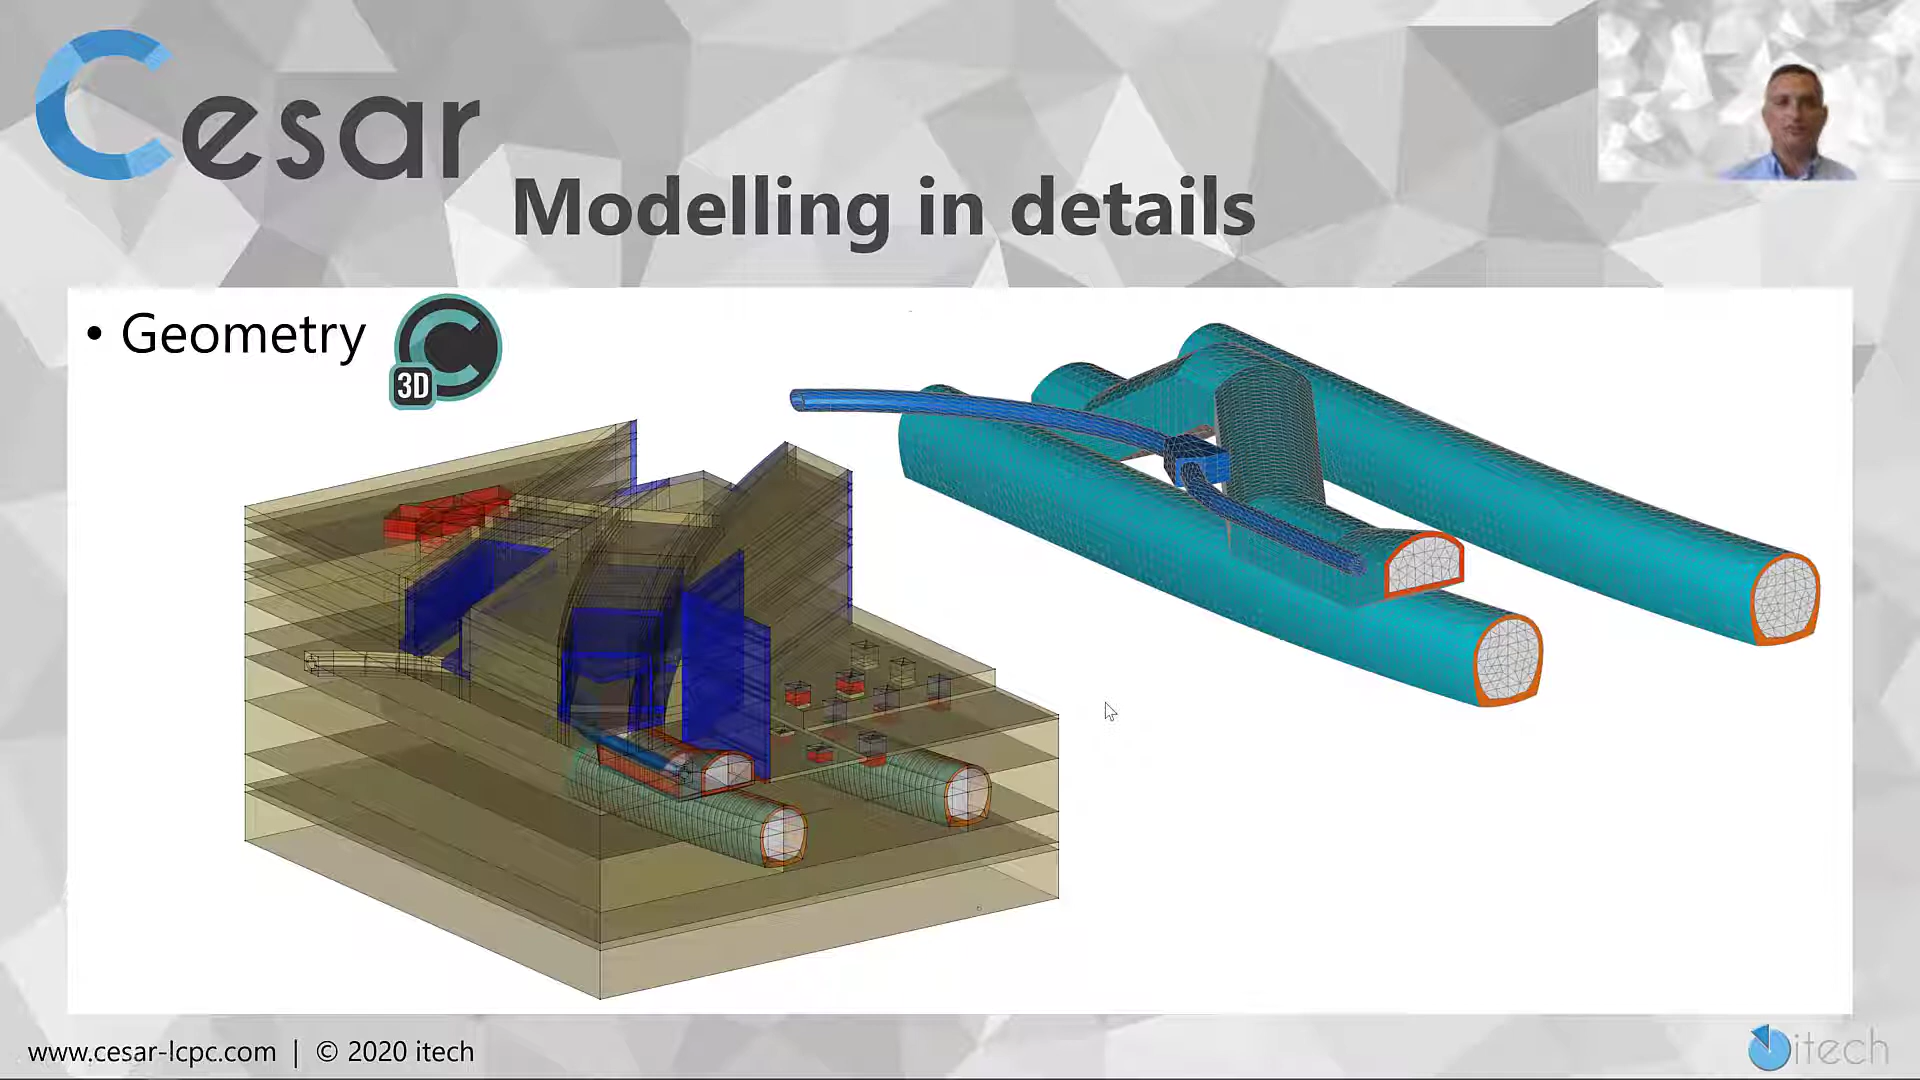 Cesar
Modelling in details
• Geometry
3D
www.cesar-lcpc.com | © 2020 itech
itech